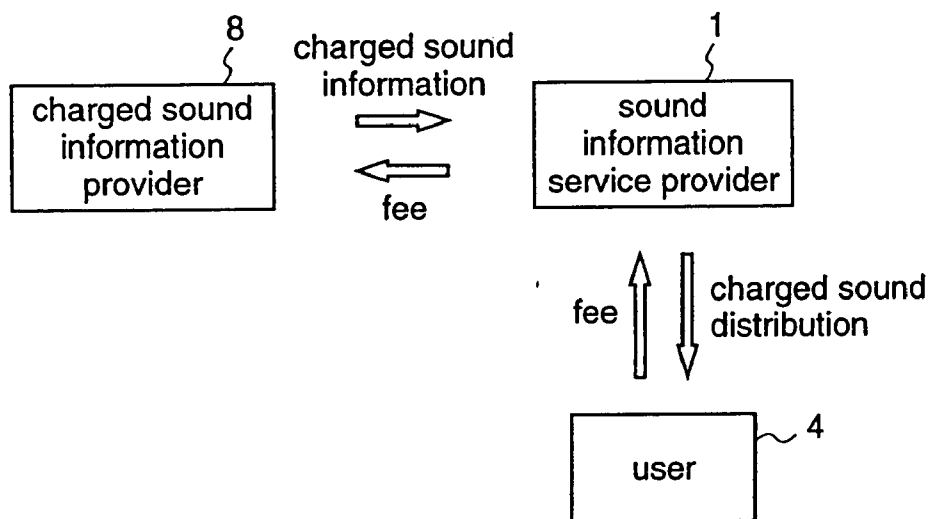 8
charged sound
information
1
charged sound
information
provider
sound
information
service provider
fee
fee
charged sound
distribution
4
user